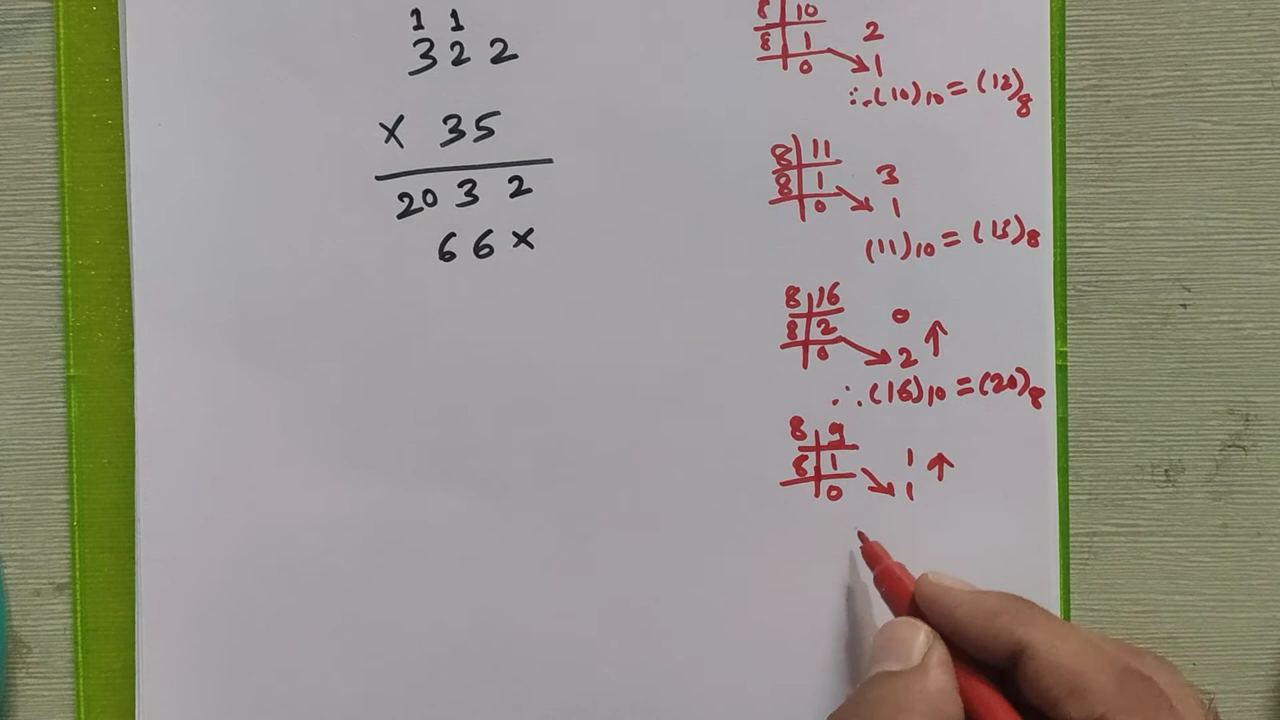 1 1
3 2 2
× 3 5
20 3 2
6 6 ×
8 10
8 1 2
0 1
∴ (10)10 = (12)8
8 11
8 1 3
0 1
(11)10 = (13)8
8 16
8 2 0
0 2 ↑
∴ (16)10 = (20)8
8 9
8 1 1
0 1 ↑